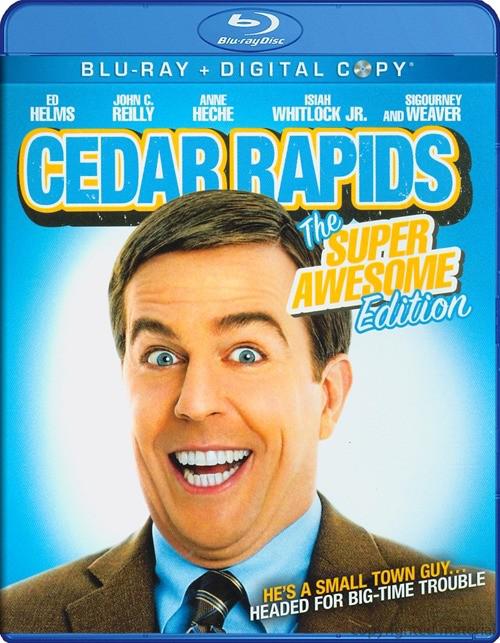 Blu-ray Disc
BLU-RAY + DIGITAL COPY*
ED HELMS
JOHN C. REILLY
ANNE HECHE
ISIAH WHITLOCK JR.
AND SIGOURNEY WEAVER
CEDAR RAPIDS
The
SUPER
AWESOME
Edition
HE'S A SMALL TOWN GUY...
HEADED FOR BIG-TIME TROUBLE